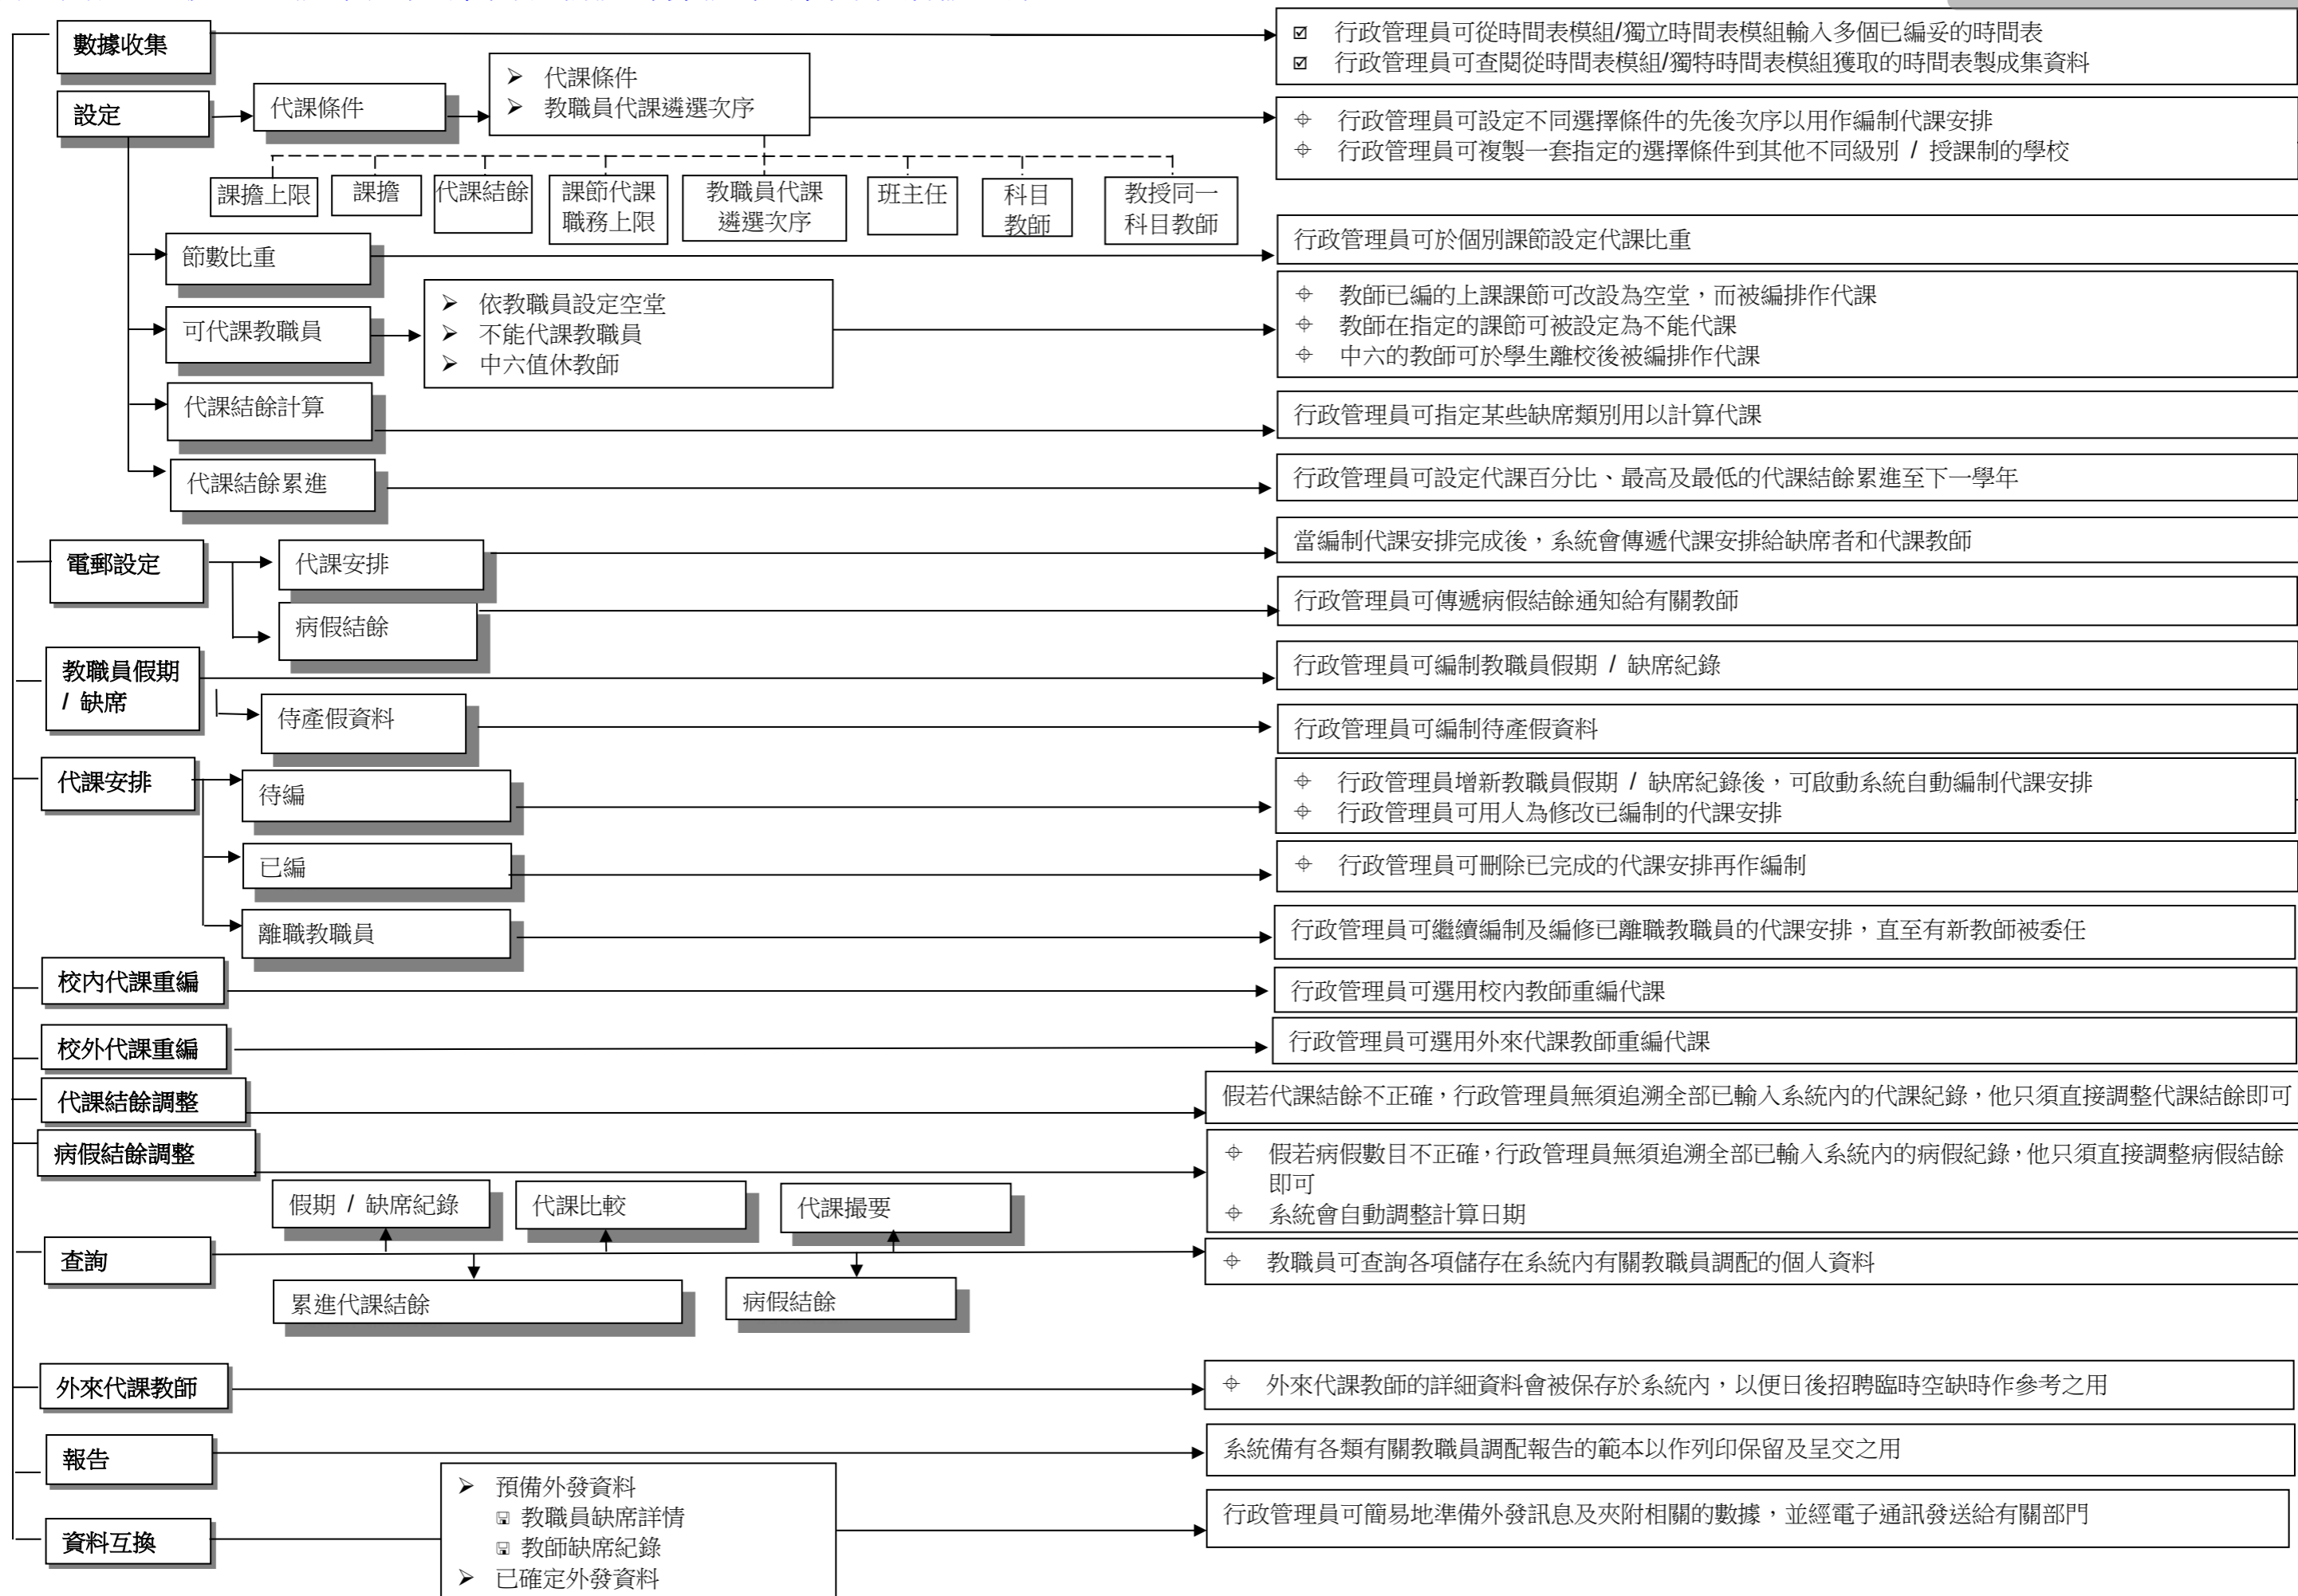 數據收集
行政管理員可從時間表模組/獨立時間表模組輸入多個已編妥的時間表
行政管理員可查閱從時間表模組/獨特時間表模組獲取的時間表製成集資料
設定
代課條件
代課條件
教職員代課遴選次序
行政管理員可設定不同選擇條件的先後次序以用作編制代課安排
行政管理員可複製一套指定的選擇條件到其他不同級別 / 授課制的學校
課擔上限
課擔
代課結餘
課節代課
職務上限
教職員代課
遴選次序
班主任
科目
教師
教授同一
科目教師
節數比重
行政管理員可於個別課節設定代課比重
可代課教職員
依教職員設定空堂
不能代課教職員
中六值休教師
教師已編的上課課節可改設為空堂，而被編排作代課
教師在指定的課節可被設定為不能代課
中六的教師可於學生離校後被編排作代課
代課結餘計算
行政管理員可指定某些缺席類別用以計算代課
代課結餘累進
行政管理員可設定代課百分比、最高及最低的代課結餘累進至下一學年
電郵設定
代課安排
當編制代課安排完成後，系統會傳遞代課安排給缺席者和代課教師
病假結餘
行政管理員可傳遞病假結餘通知給有關教師
教職員假期
/ 缺席
行政管理員可編制教職員假期 / 缺席紀錄
侍產假資料
行政管理員可編制待產假資料
代課安排
待編
行政管理員增新教職員假期 / 缺席紀錄後，可啟動系統自動編制代課安排
行政管理員可用人為修改已編制的代課安排
已編
行政管理員可刪除已完成的代課安排再作編制
離職教職員
行政管理員可繼續編制及編修已離職教職員的代課安排，直至有新教師被委任
校內代課重編
行政管理員可選用校內教師重編代課
校外代課重編
行政管理員可選用外來代課教師重編代課
代課結餘調整
假若代課結餘不正確，行政管理員無須追溯全部已輸入系統內的代課紀錄，他只須直接調整代課結餘即可
病假結餘調整
假若病假數目不正確，行政管理員無須追溯全部已輸入系統內的病假紀錄，他只須直接調整病假結餘
即可
系統會自動調整計算日期
假期 / 缺席紀錄
代課比較
代課撮要
查詢
教職員可查詢各項儲存在系統內有關教職員調配的個人資料
累進代課結餘
病假結餘
外來代課教師
外來代課教師的詳細資料會被保存於系統內，以便日後招聘臨時空缺時作參考之用
報告
系統備有各類有關教職員調配報告的範本以作列印保留及呈交之用
資料互換
預備外發資料
教職員缺席詳情
教師缺席紀錄
已確定外發資料
行政管理員可簡易地準備外發訊息及夾附相關的數據，並經電子通訊發送給有關部門